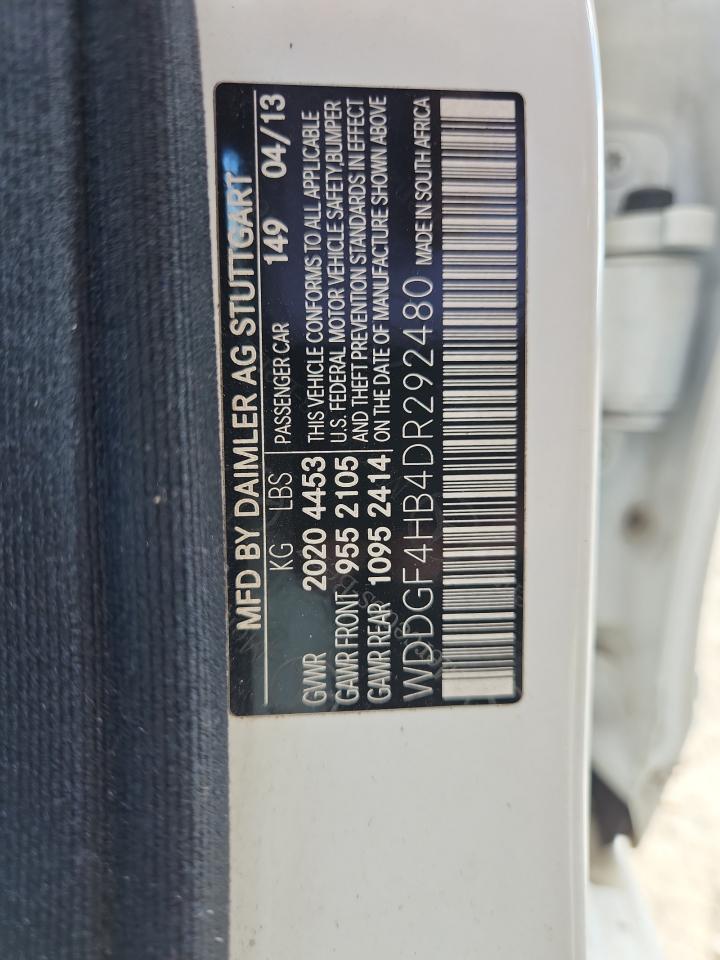 MFD BY DAIMLER AG STUTTGART
KG LBS PASSENGER CAR 149 04/13
GVWR 2020 4453 THIS VEHICLE CONFORMS TO ALL APPLICABLE
GAWR FRONT 955 2105 U.S. FEDERAL MOTOR VEHICLE SAFETY,BUMPER
AND THEFT PREVENTION STANDARDS IN EFFECT
GAWR REAR 1095 2414 ON THE DATE OF MANUFACTURE SHOWN ABOVE
WDDGF4HB4DR292480 MADE IN SOUTH AFRICA